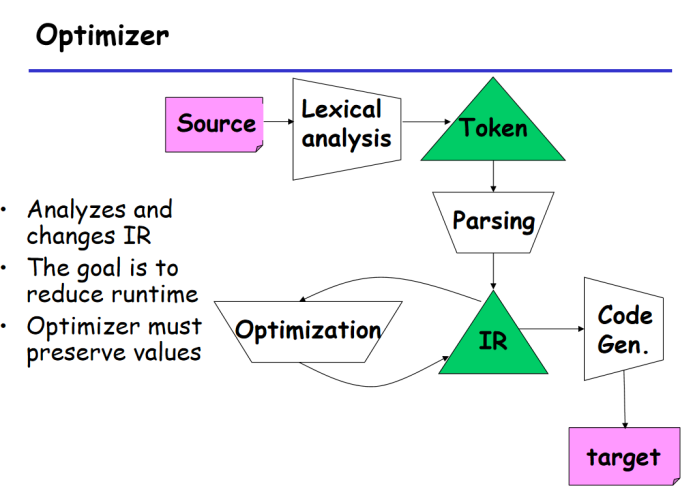 Optimizer
Source
Lexical
analysis
Token
Parsing
• Analyzes and
changes IR
• The goal is to
reduce runtime
• Optimizer must
preserve values
Optimization
IR
Code
Gen.
target